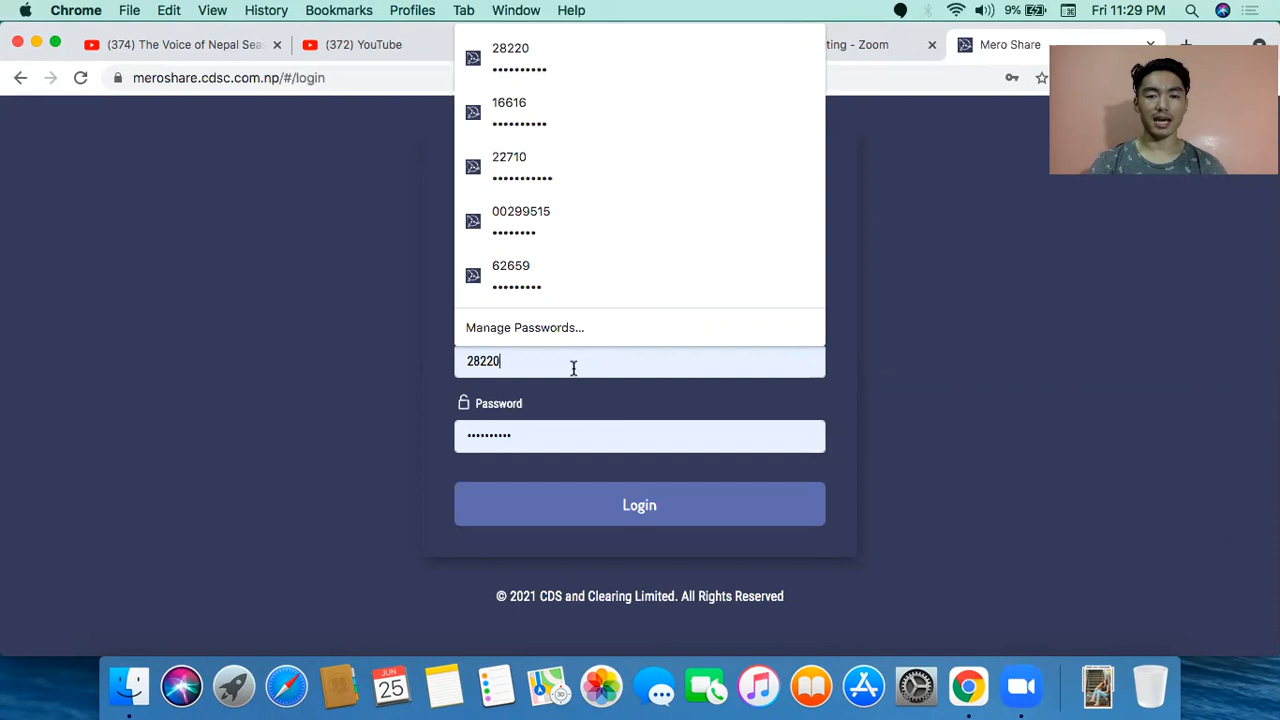 Chrome File Edit View History Bookmarks Profiles Tab Window Help 9% Fri 11:29 PM
(374) The Voice of Nepal Se
(372) YouTube
ting - Zoom
Mero Share
meroshare.cdsc.com.np/#/login
28220
••••••••••
16616
••••••••••
22710
•••••••••••
00299515
••••••••
62659
•••••••••
Manage Passwords...
28220
Password
••••••••••
Login
© 2021 CDS and Clearing Limited. All Rights Reserved
JUN
25